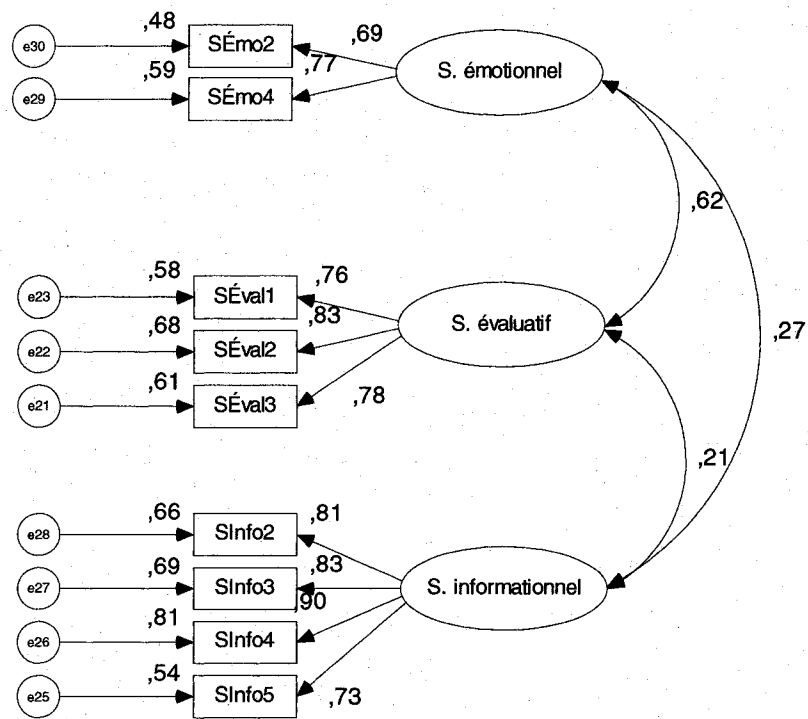 ,48
,69
e30
SÉmo2
,77
S. émotionnel
,59
e29
SÉmo4
,62
,58
,76
e23
SÉval1
,83
S. évaluatif
,27
,68
e22
SÉval2
,61
e21
SÉval3
,78
,21
,66
,81
e28
SInfo2
,83
,69
e27
SInfo3
S. informationnel
,90
,81
e26
SInfo4
,54
e25
SInfo5
,73